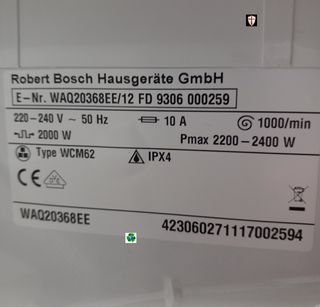 Robert Bosch Hausgeräte GmbH
E-Nr. WAQ20368EE/12 FD 9306 000259
220-240 V ~ 50 Hz 10 A 1000/min
2000 W Pmax 2200-2400 W
Type WCM62 IPX4
CE
WAQ20368EE 423060271117002594